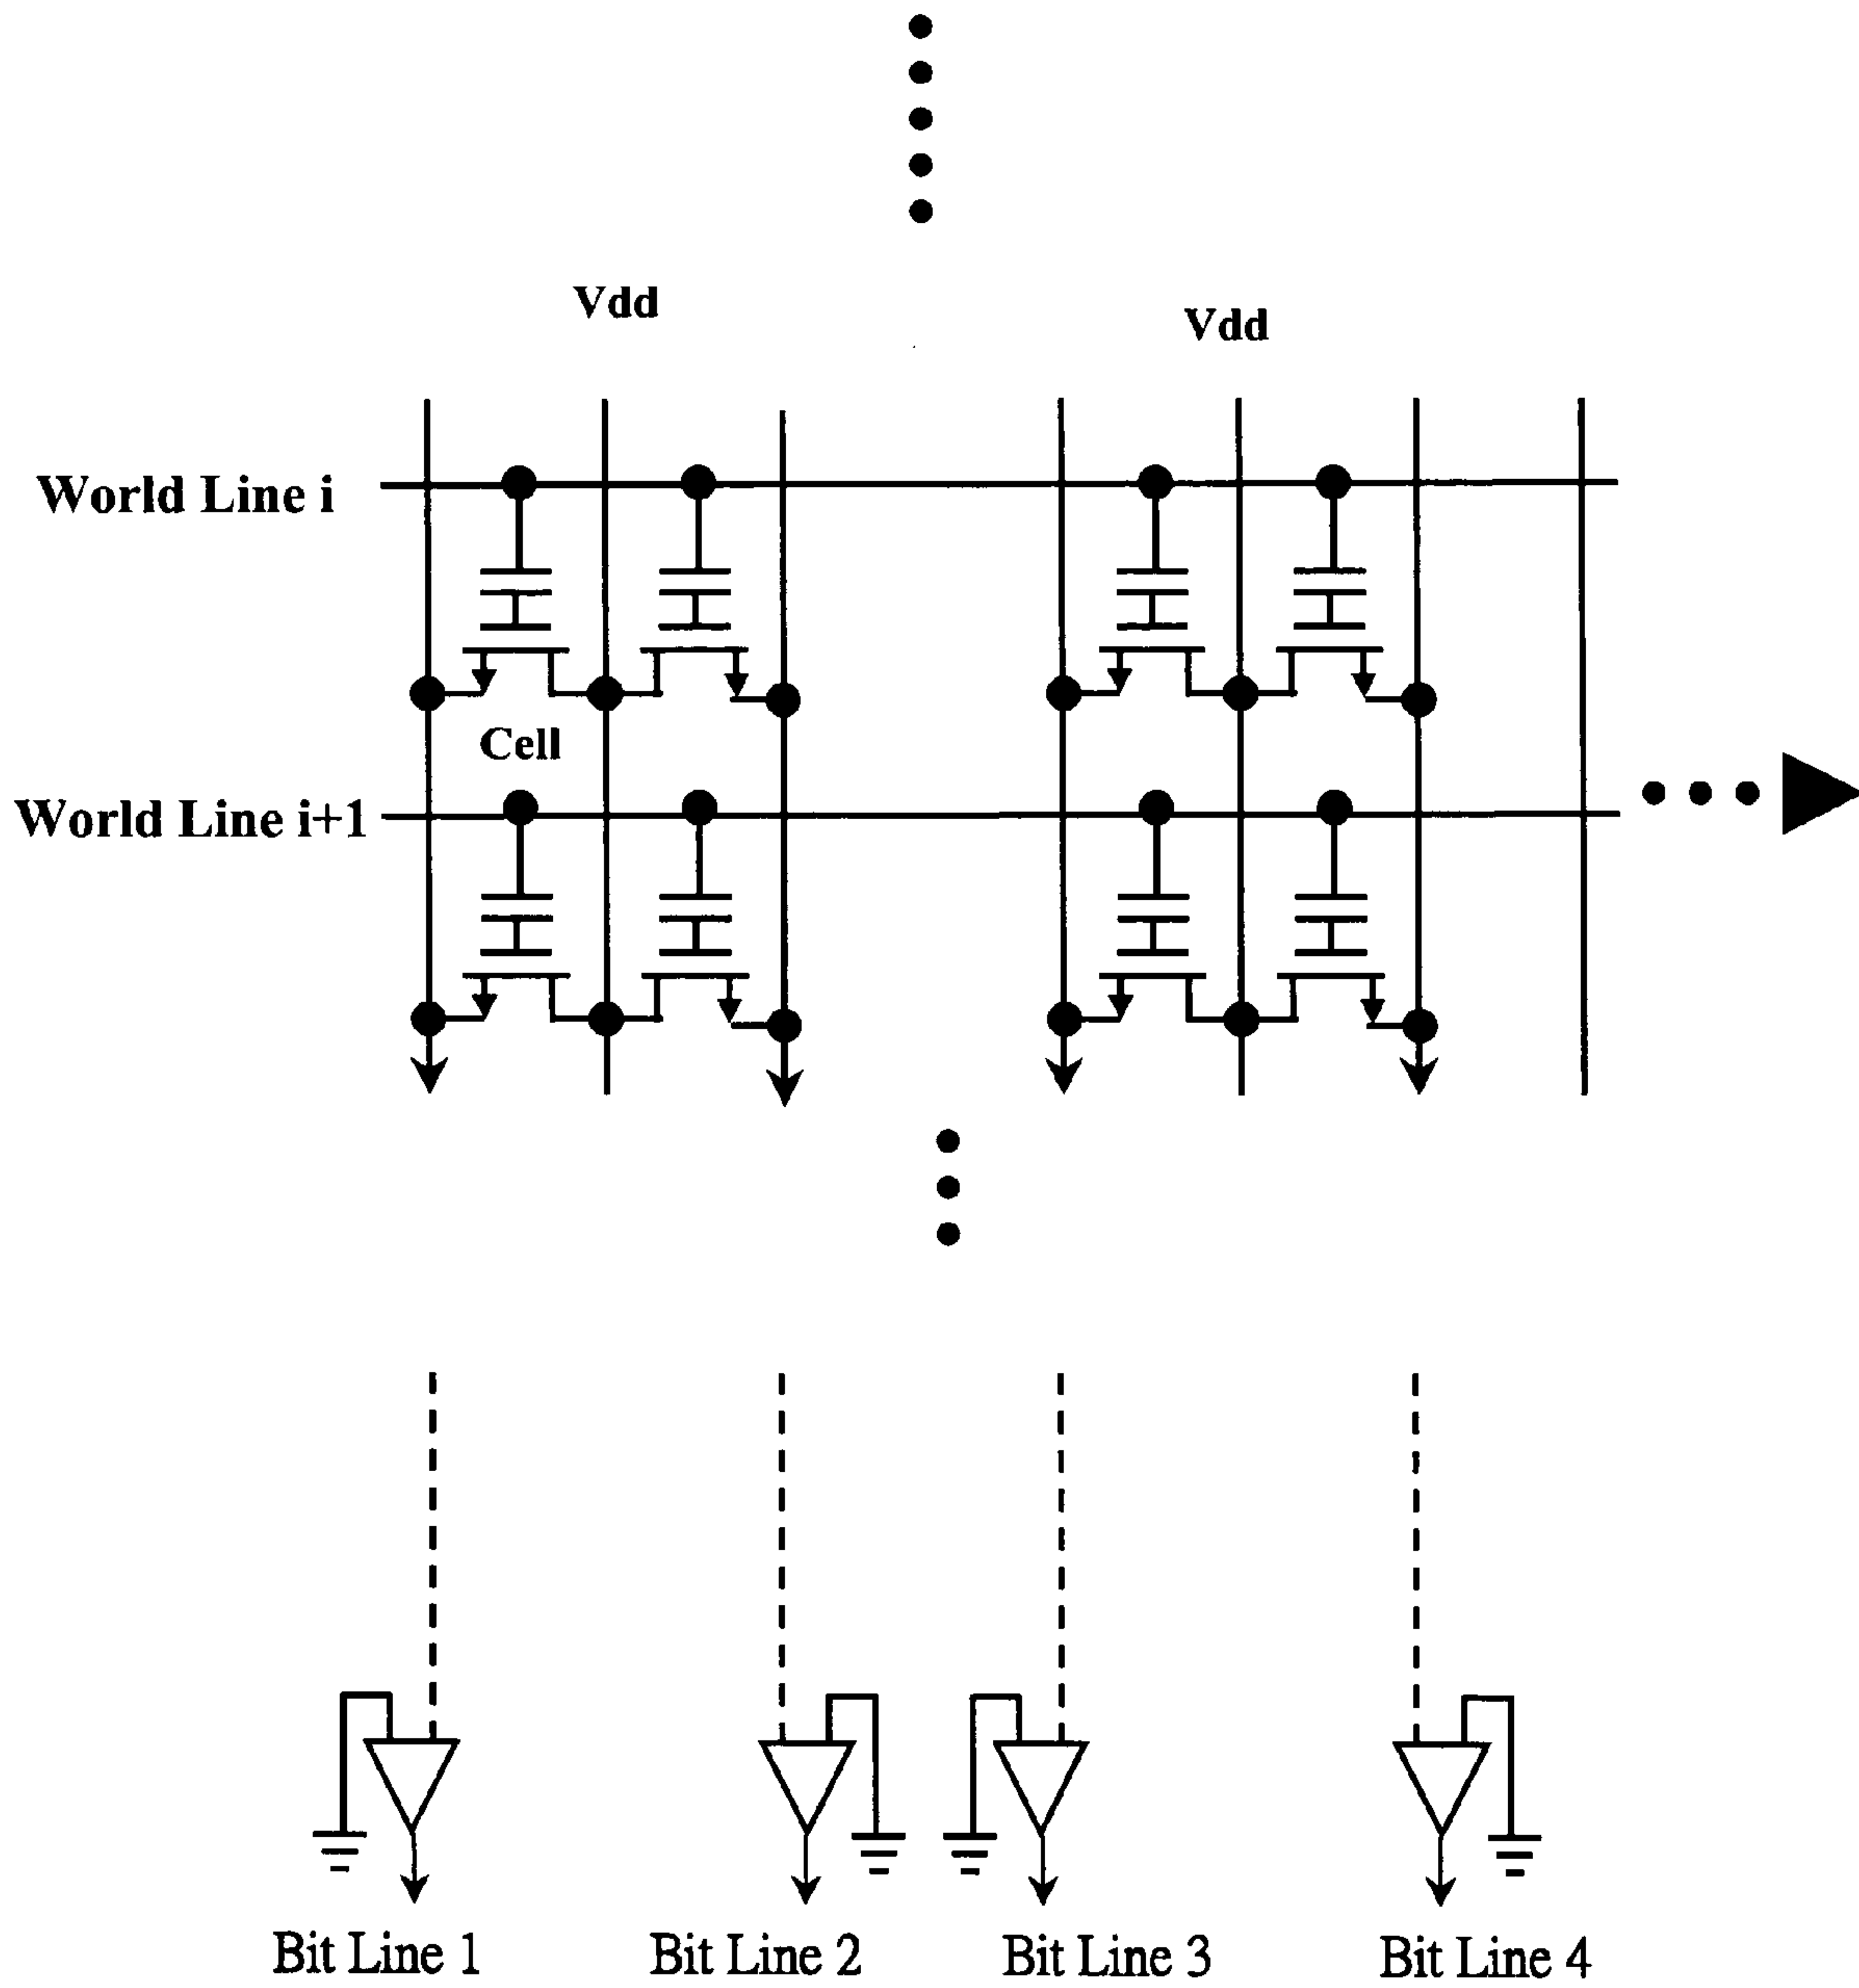 Vdd
Vdd
World Line i
Cell
World Line i+1
Bit Line 1
Bit Line 2
Bit Line 3
Bit Line 4